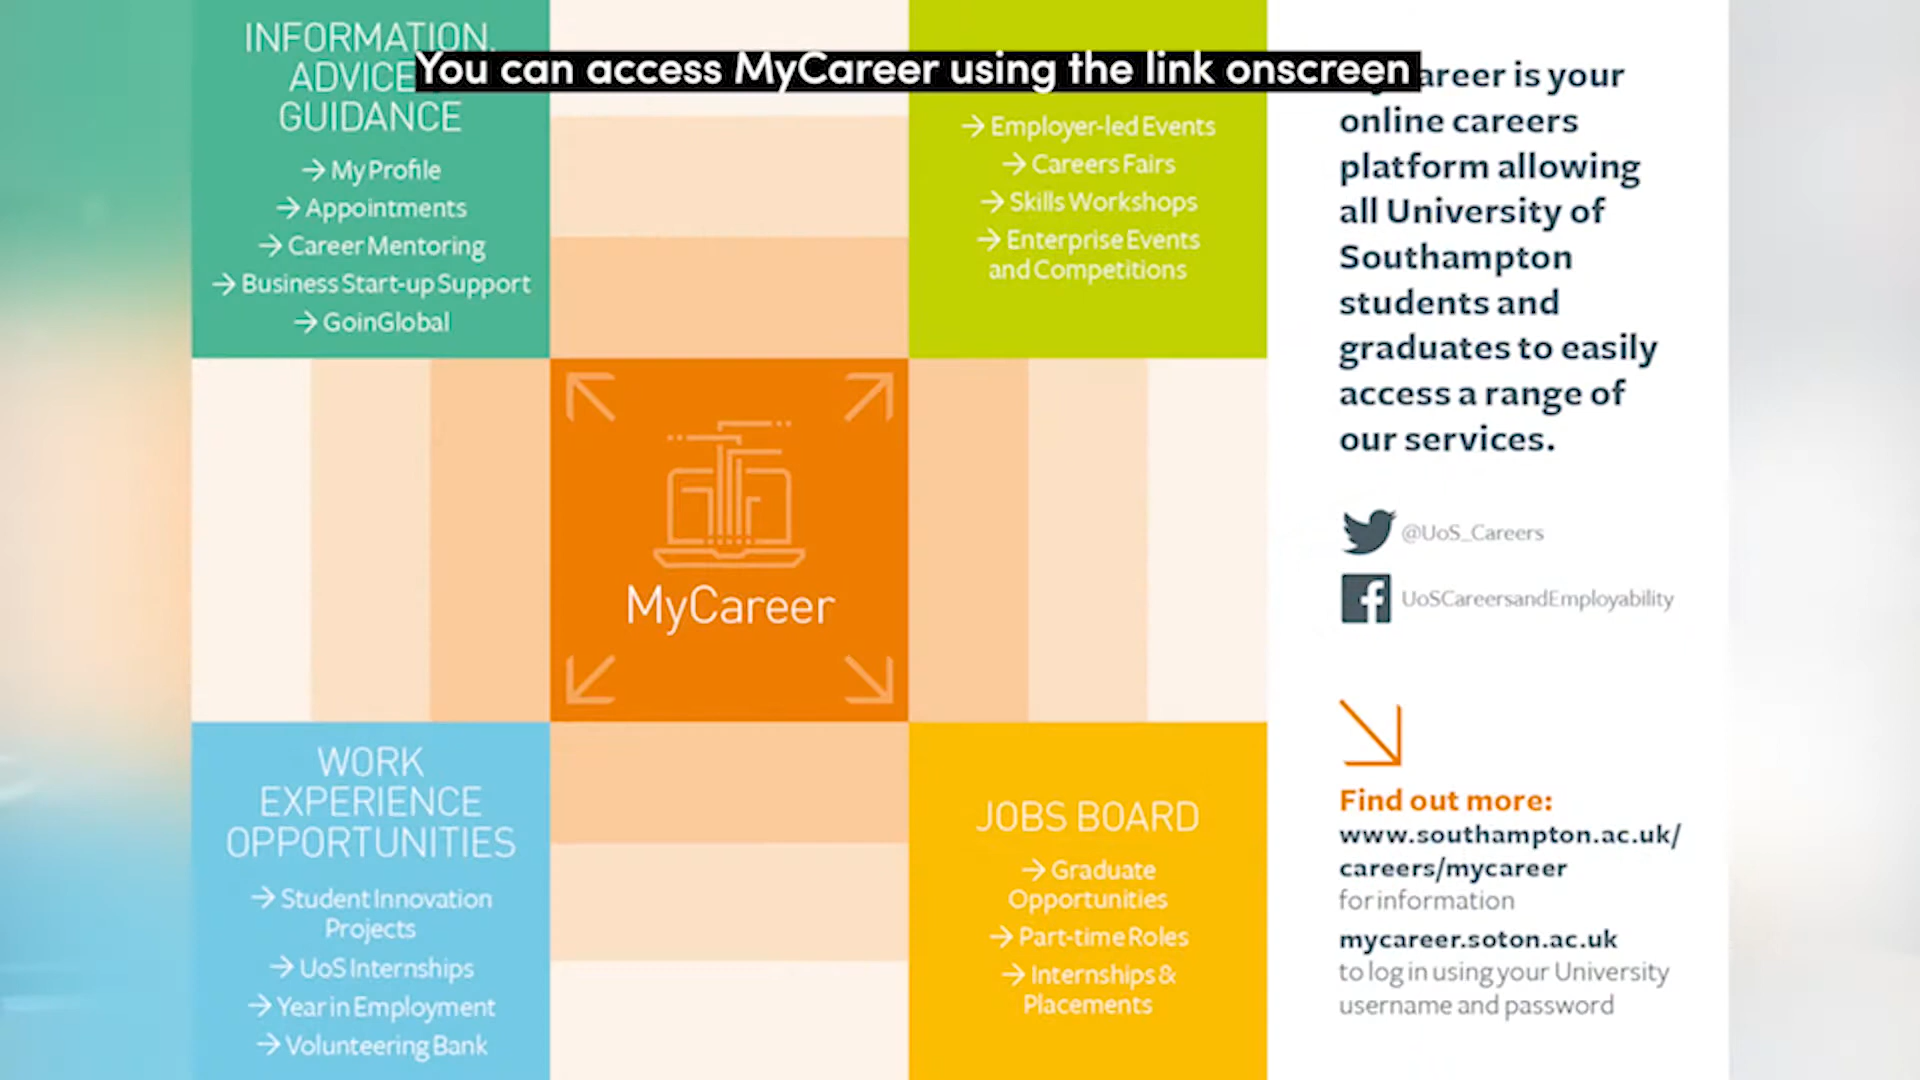 You can access MyCareer using the link onscreen
INFORMATION,
ADVICE
GUIDANCE
→ My Profile
→ Appointments
→ Career Mentoring
→ Business Start-up Support
→ GoinGlobal
→ Employer-led Events
→ Careers Fairs
→ Skills Workshops
→ Enterprise Events
and Competitions
MyCareer
WORK
EXPERIENCE
OPPORTUNITIES
→ Student Innovation
Projects
→ UoS Internships
→ Year in Employment
→ Volunteering Bank
JOBS BOARD
→ Graduate
Opportunities
→ Part-time Roles
→ Internships &
Placements
is your
online careers
platform allowing
all University of
Southampton
students and
graduates to easily
access a range of
our services.
@UoS_Careers
UoSCareersandEmployability
Find out more:
www.southampton.ac.uk/
careers/mycareer
for information
mycareer.soton.ac.uk
to log in using your University
username and password